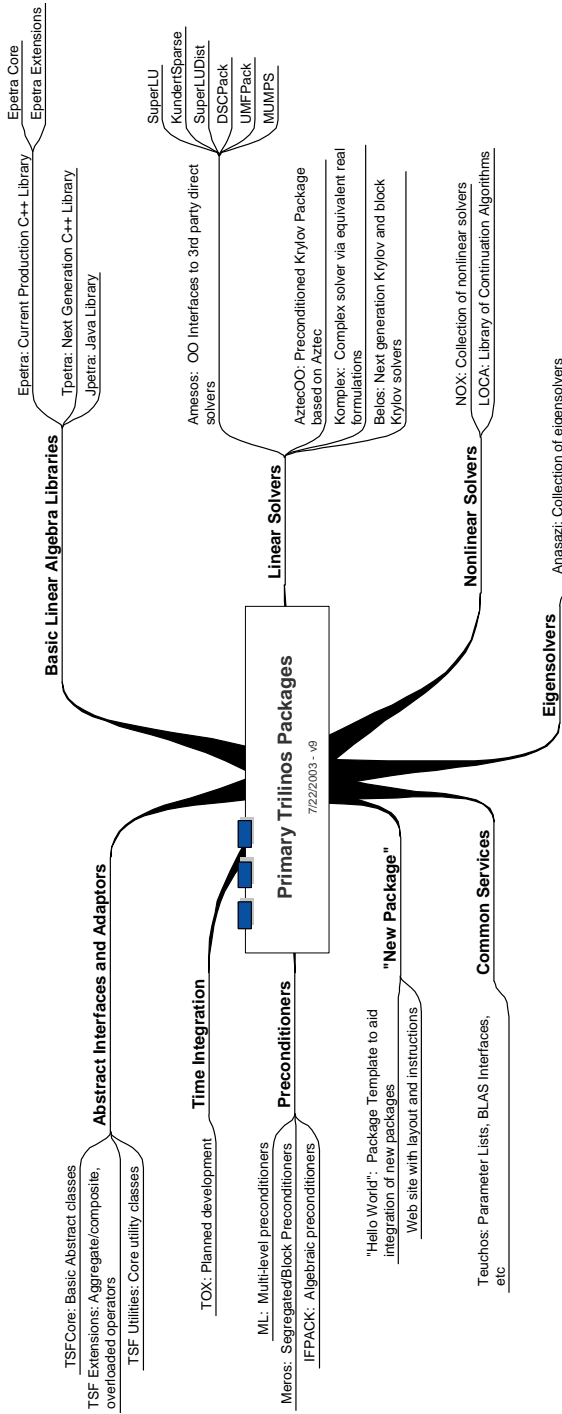 Primary Trilinos Packages
7/22/2003 - v9
Basic Linear Algebra Libraries
Epetra: Current Production C++ Library
Epetra Core
Epetra Extensions
Tpetra: Next Generation C++ Library
Jpetra: Java Library
Linear Solvers
Amesos: OO Interfaces to 3rd party direct
solvers
SuperLU
KundertSparse
SuperLUDist
DSCPack
UMFPack
MUMPS
AztecOO: Preconditioned Krylov Package
based on Aztec
Komplex: Complex solver via equivalent real
formulations
Belos: Next generation Krylov and block
Krylov solvers
Nonlinear Solvers
NOX: Collection of nonlinear solvers
LOCA: Library of Continuation Algorithms
Eigensolvers
Anasazi: Collection of eigensolvers
Abstract Interfaces and Adaptors
TSFCore: Basic Abstract classes
TSF Extensions: Aggregate/composite,
overloaded operators
TSF Utilities: Core utility classes
Time Integration
TOX: Planned development
Preconditioners
ML: Multi-level preconditioners
Meros: Segregated/Block Preconditioners
IFPACK: Algebraic preconditioners
"New Package"
"Hello World": Package Template to aid
integration of new packages
Web site with layout and instructions
Common Services
Teuchos: Parameter Lists, BLAS Interfaces,
etc